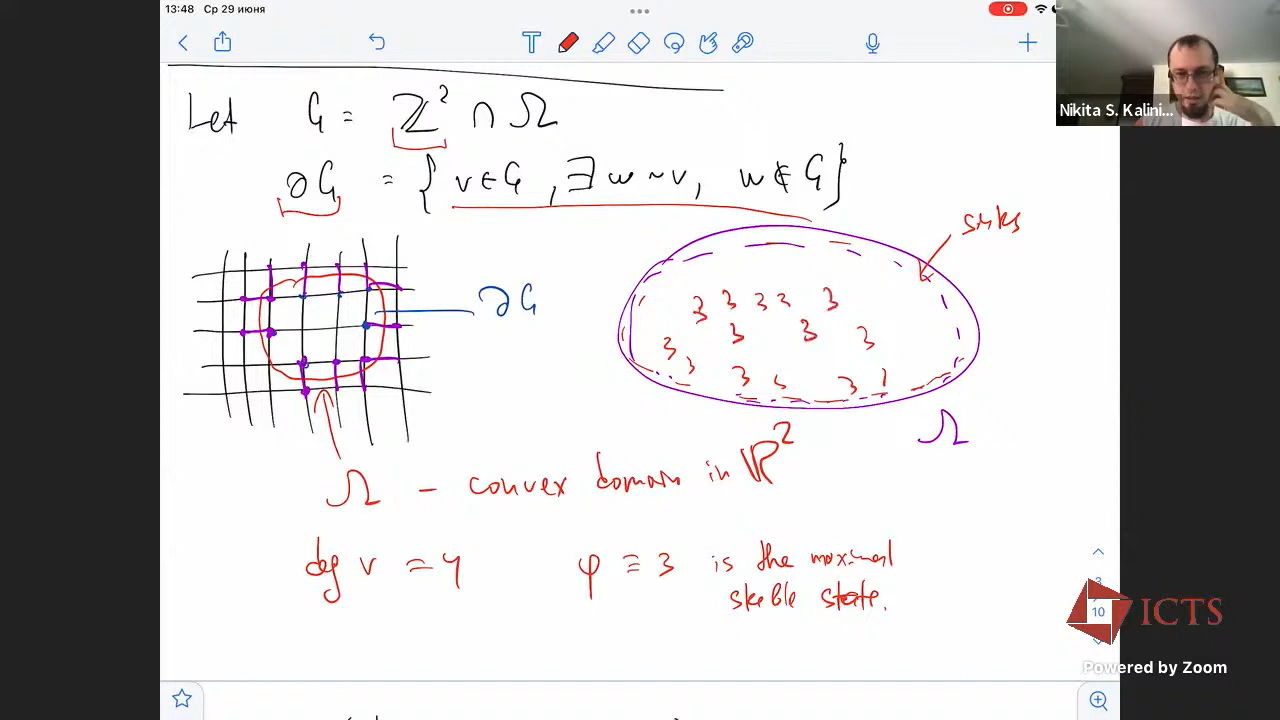 13:48 Ср 29 июня
Let G = ℤ² ∩ Ω
∂G = { v ∈ G , ∃ w ~ v, w ∉ G }
sinks
∂G
3 3 3 3 3
3 3 3 3
3 3 3
Ω
Ω – convex domain in ℝ²
deg v = 4 φ ≡ 3 is the maximal
stable state.
Nikita S. Kalini...
3
10
ICTS
Powered by Zoom